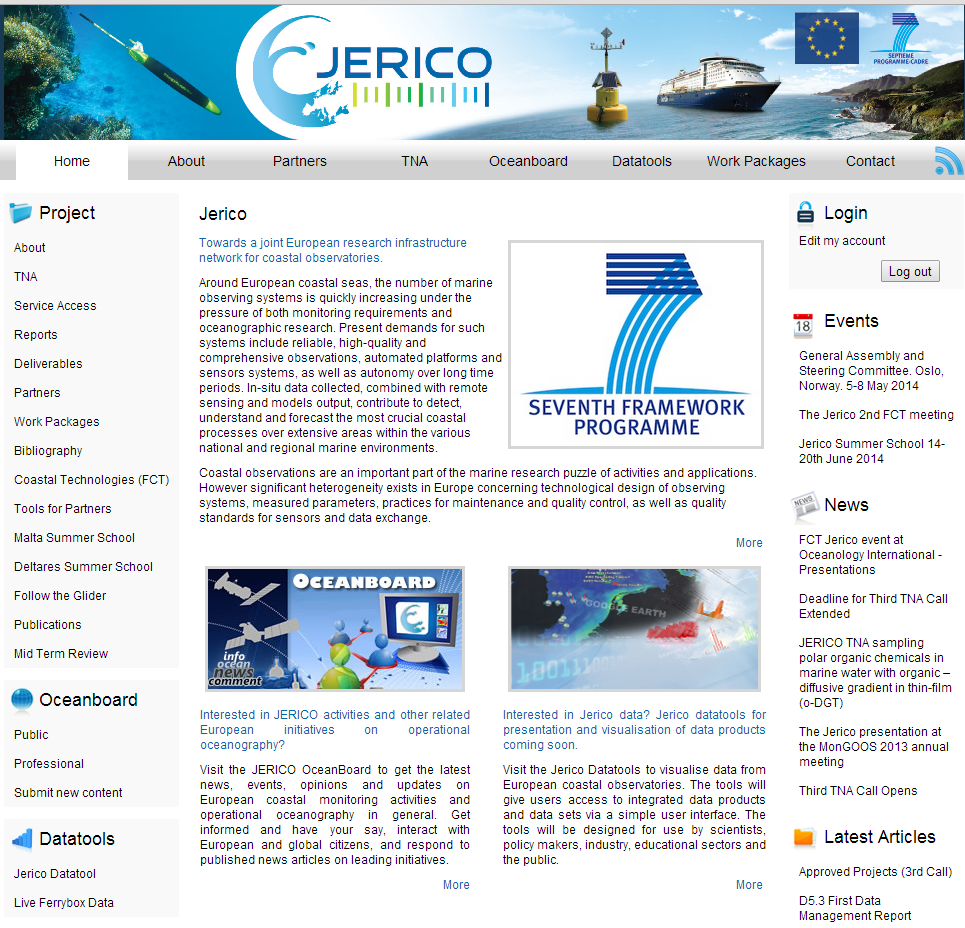 JERICO
SEPTIEME
PROGRAMME-CADRE
Home About Partners TNA Oceanboard Datatools Work Packages Contact
Project
About
TNA
Service Access
Reports
Deliverables
Partners
Work Packages
Bibliography
Coastal Technologies (FCT)
Tools for Partners
Malta Summer School
Deltares Summer School
Follow the Glider
Publications
Mid Term Review
Oceanboard
Public
Professional
Submit new content
Datatools
Jerico Datatool
Live Ferrybox Data
Jerico
Towards a joint European research infrastructure
network for coastal observatories.
Around European coastal seas, the number of marine
observing systems is quickly increasing under the
pressure of both monitoring requirements and
oceanographic research. Present demands for such
systems include reliable, high-quality and
comprehensive observations, automated platforms and
sensors systems, as well as autonomy over long time
periods. In-situ data collected, combined with remote
sensing and models output, contribute to detect,
understand and forecast the most crucial coastal
processes over extensive areas within the various
national and regional marine environments.
SEVENTH FRAMEWORK
PROGRAMME
Coastal observations are an important part of the marine research puzzle of activities and applications.
However significant heterogeneity exists in Europe concerning technological design of observing
systems, measured parameters, practices for maintenance and quality control, as well as quality
standards for sensors and data exchange.
More
OCEANBOARD
info
ocean
news
comment
Interested in JERICO activities and other related
European initiatives on operational
oceanography?
Visit the JERICO OceanBoard to get the latest
news, events, opinions and updates on
European coastal monitoring activities and
operational oceanography in general. Get
informed and have your say, interact with
European and global citizens, and respond to
published news articles on leading initiatives.
More
GOOGLE EARTH
Interested in Jerico data? Jerico datatools for
presentation and visualisation of data products
coming soon.
Visit the Jerico Datatools to visualise data from
European coastal observatories. The tools will
give users access to integrated data products
and data sets via a simple user interface. The
tools will be designed for use by scientists,
policy makers, industry, educational sectors and
the public.
More
Login
Edit my account
Log out
18
Events
General Assembly and
Steering Committee. Oslo,
Norway. 5-8 May 2014
The Jerico 2nd FCT meeting
Jerico Summer School 14-
20th June 2014
NEWS
News
FCT Jerico event at
Oceanology International -
Presentations
Deadline for Third TNA Call
Extended
JERICO TNA sampling
polar organic chemicals in
marine water with organic –
diffusive gradient in thin-film
(o-DGT)
The Jerico presentation at
the MonGOOS 2013 annual
meeting
Third TNA Call Opens
Latest Articles
Approved Projects (3rd Call)
D5.3 First Data
Management Report